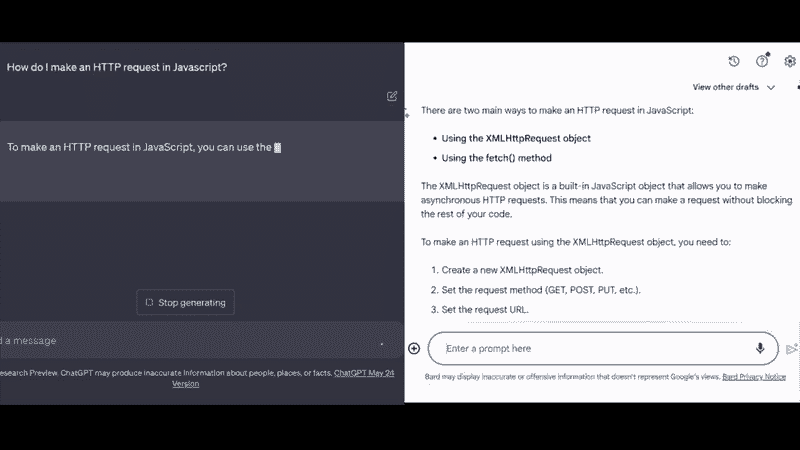 How do I make an HTTP request in Javascript?
To make an HTTP request in JavaScript, you can use the
Stop generating
a message
esearch Preview. ChatGPT may produce inaccurate information about people, places, or facts. ChatGPT May 24
Version
View other drafts
There are two main ways to make an HTTP request in JavaScript:
• Using the XMLHttpRequest object
• Using the fetch() method
The XMLHttpRequest object is a built-in JavaScript object that allows you to make
asynchronous HTTP requests. This means that you can make a request without blocking
the rest of your code.
To make an HTTP request using the XMLHttpRequest object, you need to:
1. Create a new XMLHttpRequest object.
2. Set the request method (GET, POST, PUT, etc.).
3. Set the request URL.
Enter a prompt here
Bard may display inaccurate or offensive information that doesn't represent Google's views. Bard Privacy Notice